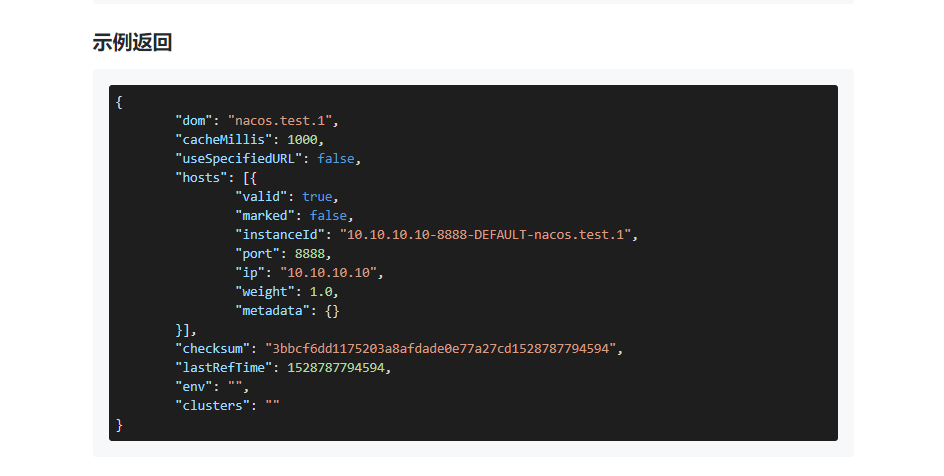 示例返回
{
"dom": "nacos.test.1",
"cacheMillis": 1000,
"useSpecifiedURL": false,
"hosts": [{
"valid": true,
"marked": false,
"instanceId": "10.10.10.10-8888-DEFAULT-nacos.test.1",
"port": 8888,
"ip": "10.10.10.10",
"weight": 1.0,
"metadata": {}
}],
"checksum": "3bbcf6dd1175203a8afdade0e77a27cd1528787794594",
"lastRefTime": 1528787794594,
"env": "",
"clusters": ""
}